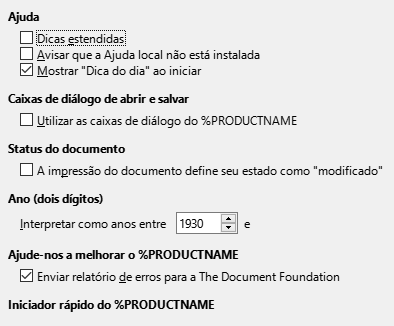 Ajuda
Dicas estendidas
Avisar que a Ajuda local não está instalada
Mostrar "Dica do dia" ao iniciar
Caixas de diálogo de abrir e salvar
Utilizar as caixas de diálogo do %PRODUCTNAME
Status do documento
A impressão do documento define seu estado como "modificado"
Ano (dois dígitos)
Interpretar como anos entre 1930 e
Ajude-nos a melhorar o %PRODUCTNAME
Enviar relatório de erros para a The Document Foundation
Iniciador rápido do %PRODUCTNAME